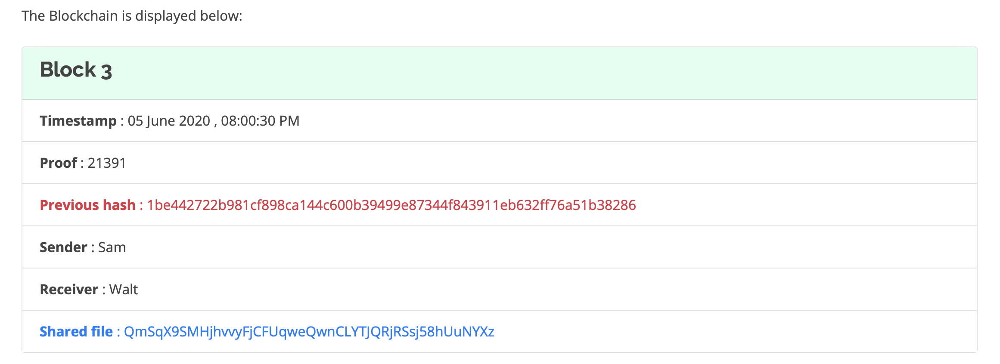 The Blockchain is displayed below:
Block 3
Timestamp : 05 June 2020 , 08:00:30 PM
Proof : 21391
Previous hash : 1be442722b981cf898ca144c600b39499e87344f843911eb632ff76a51b38286
Sender : Sam
Receiver : Walt
Shared file : QmSqX9SMHjhvvyFjCFUqweQwnCLYTJQRjRSsj58hUuNYXz